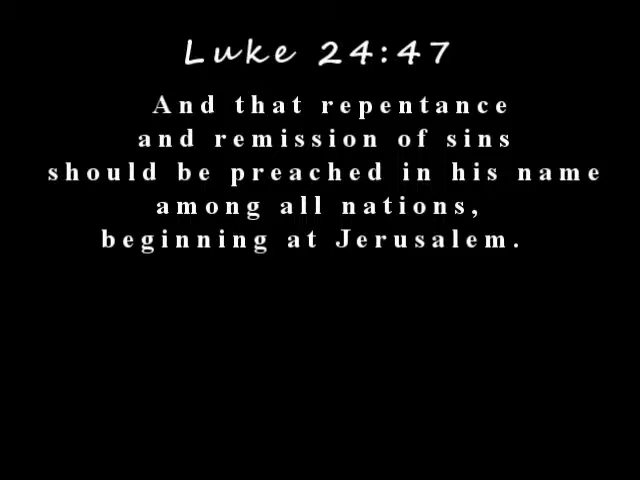 Luke 24:47
And that repentance
and remission of sins
should be preached in his name
among all nations,
beginning at Jerusalem.